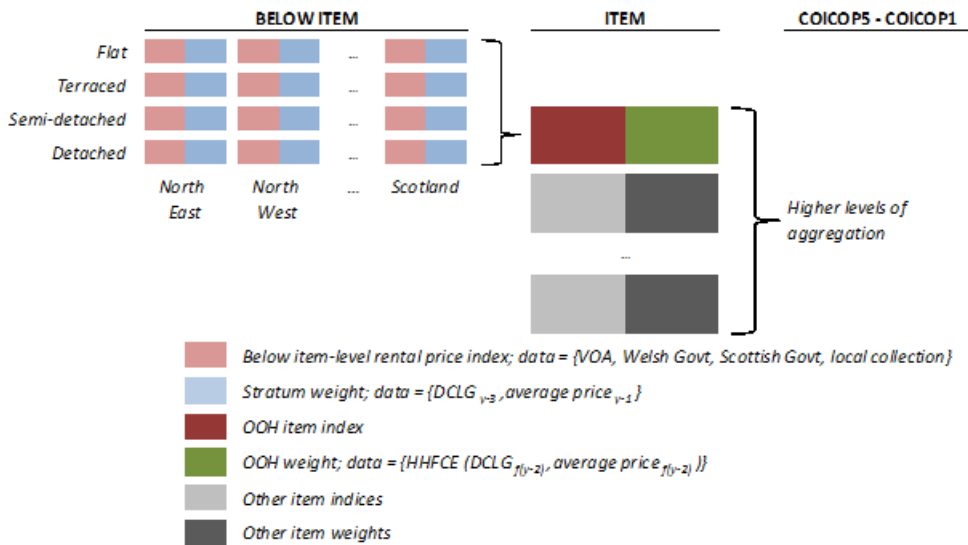 BELOW ITEM
ITEM
COICOP5 - COICOP1
Flat
...
Terraced
...
Semi-detached
...
Detached
...
North East
North West
...
Scotland
...
Higher levels of
aggregation
Below item-level rental price index; data = {VOA, Welsh Govt, Scottish Govt, local collection}
Stratum weight; data = {DCLG y-3, average price y-1}
OOH item index
OOH weight; data = {HHFCE (DCLG f(y-2), average price f(y-2) )}
Other item indices
Other item weights